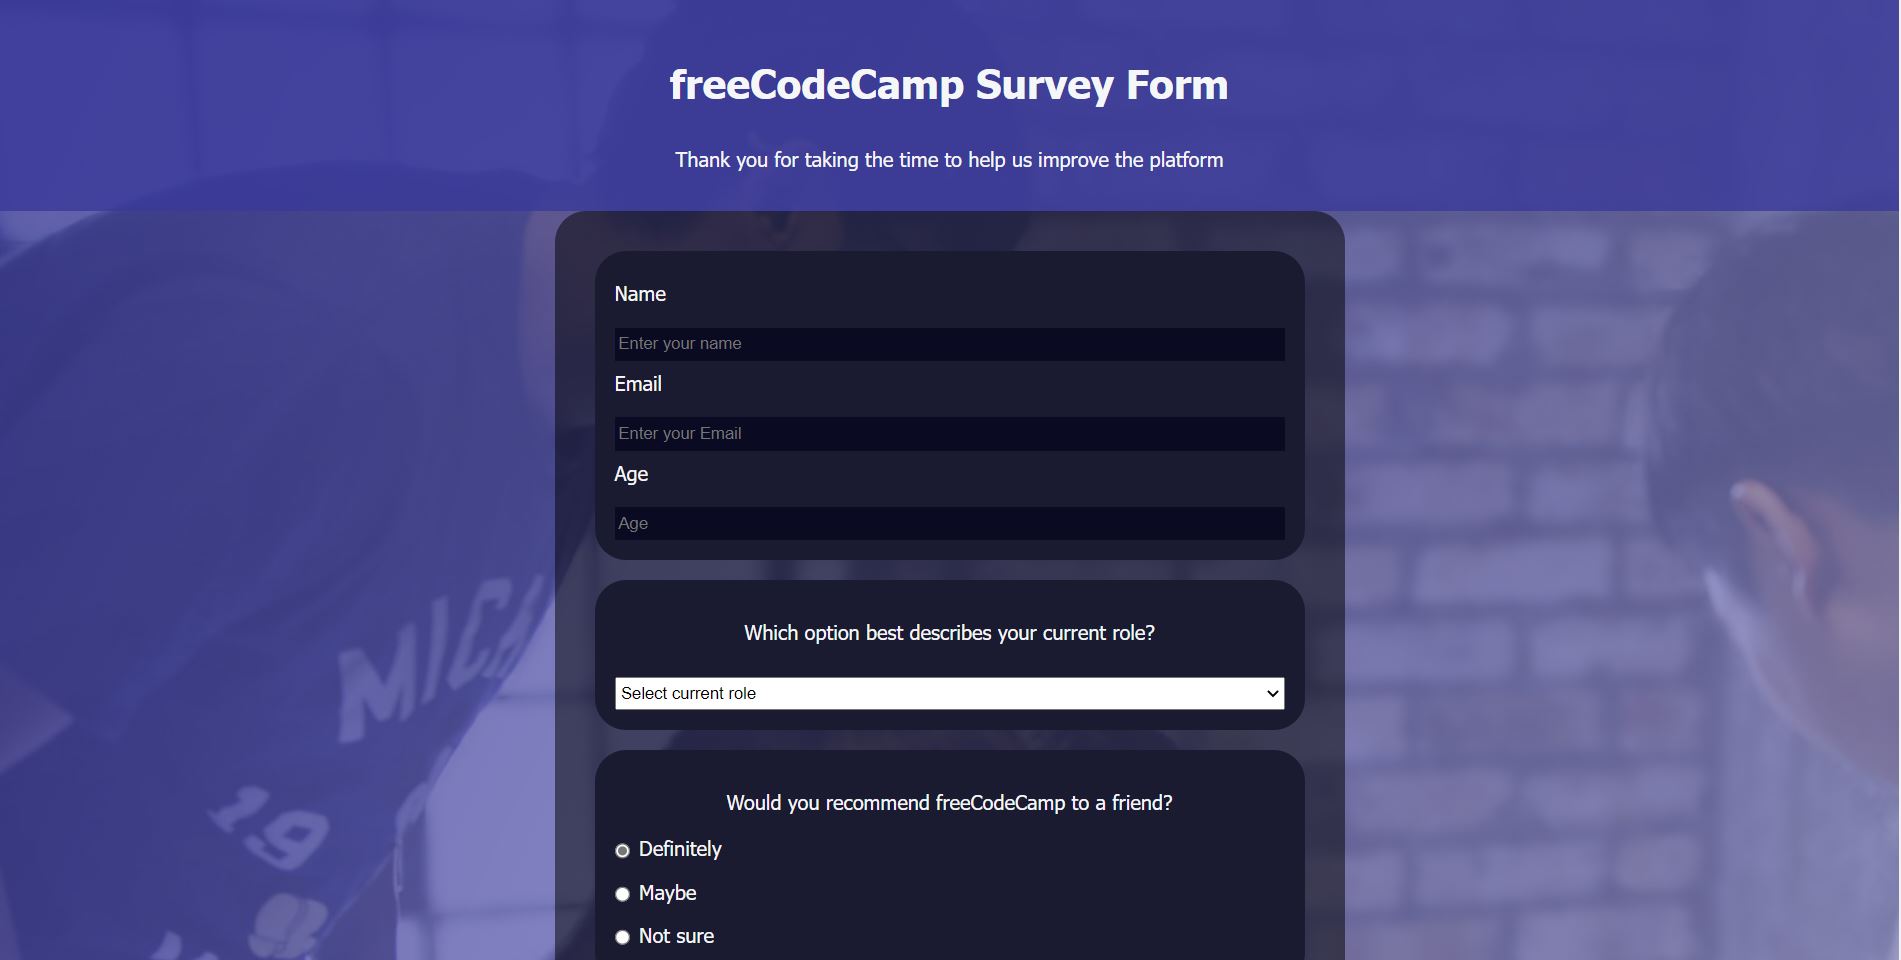 freeCodeCamp Survey Form
Thank you for taking the time to help us improve the platform
Name
Enter your name
Email
Enter your Email
Age
Age
Which option best describes your current role?
Select current role
Would you recommend freeCodeCamp to a friend?
Definitely
Maybe
Not sure
19